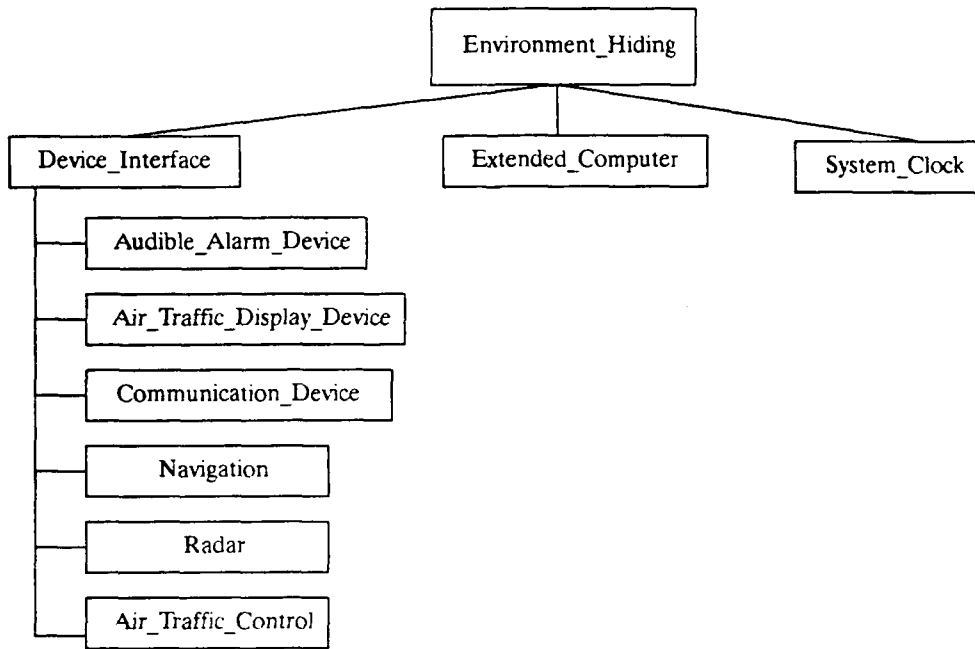 Environment_Hiding
Device_Interface
Extended_Computer
System_Clock
Audible_Alarm_Device
Air_Traffic_Display_Device
Communication_Device
Navigation
Radar
Air_Traffic_Control